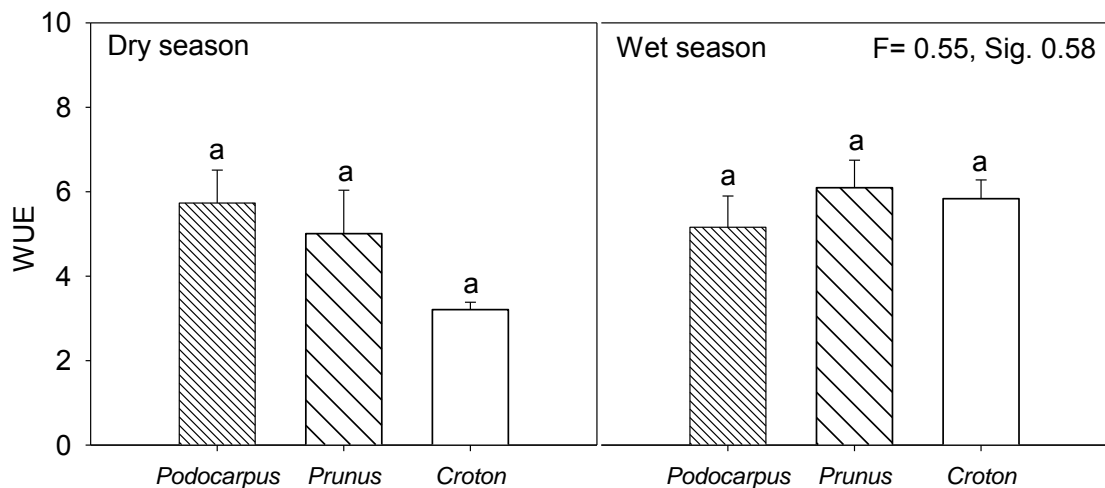 10
8
6
4
2
0
WUE
Dry season
a
a
a
Podocarpus Prunus Croton
Wet season F= 0.55, Sig. 0.58
a
a
a
Podocarpus Prunus Croton